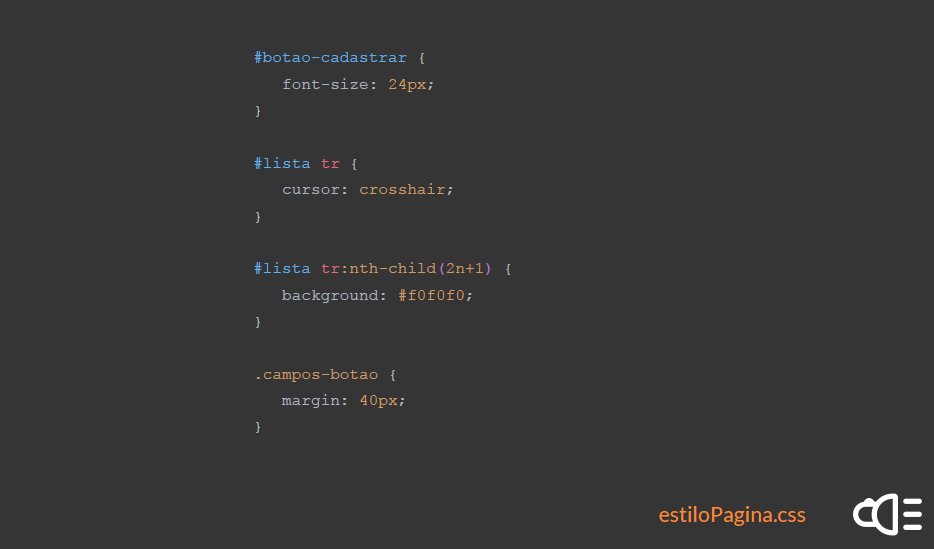 #botao-cadastrar {
   font-size: 24px;
}

#lista tr {
   cursor: crosshair;
}

#lista tr:nth-child(2n+1) {
   background: #f0f0f0;
}

.campos-botao {
   margin: 40px;
}

estiloPagina.css